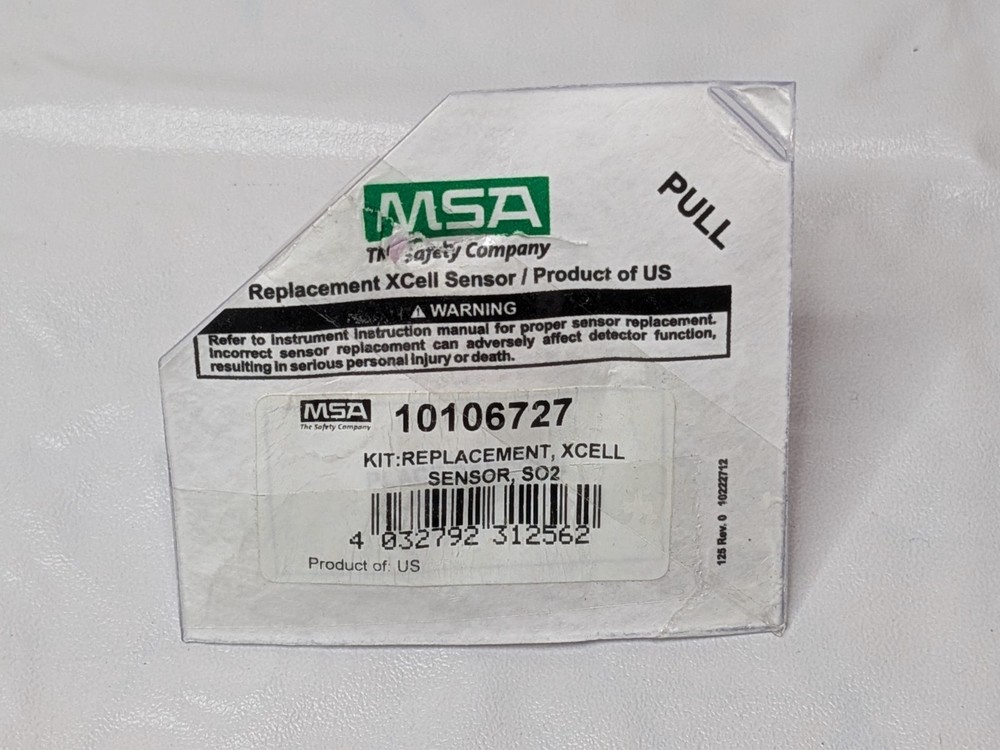 MSA
The Safety Company
PULL
Replacement XCell Sensor / Product of US
⚠ WARNING
Refer to instrument instruction manual for proper sensor replacement.
Incorrect sensor replacement can adversely affect detector function,
resulting in serious personal injury or death.
MSA
The Safety Company
10106727
KIT:REPLACEMENT, XCELL
SENSOR, SO2
4 032792 312562
Product of: US
125 Rev. 0 10222712